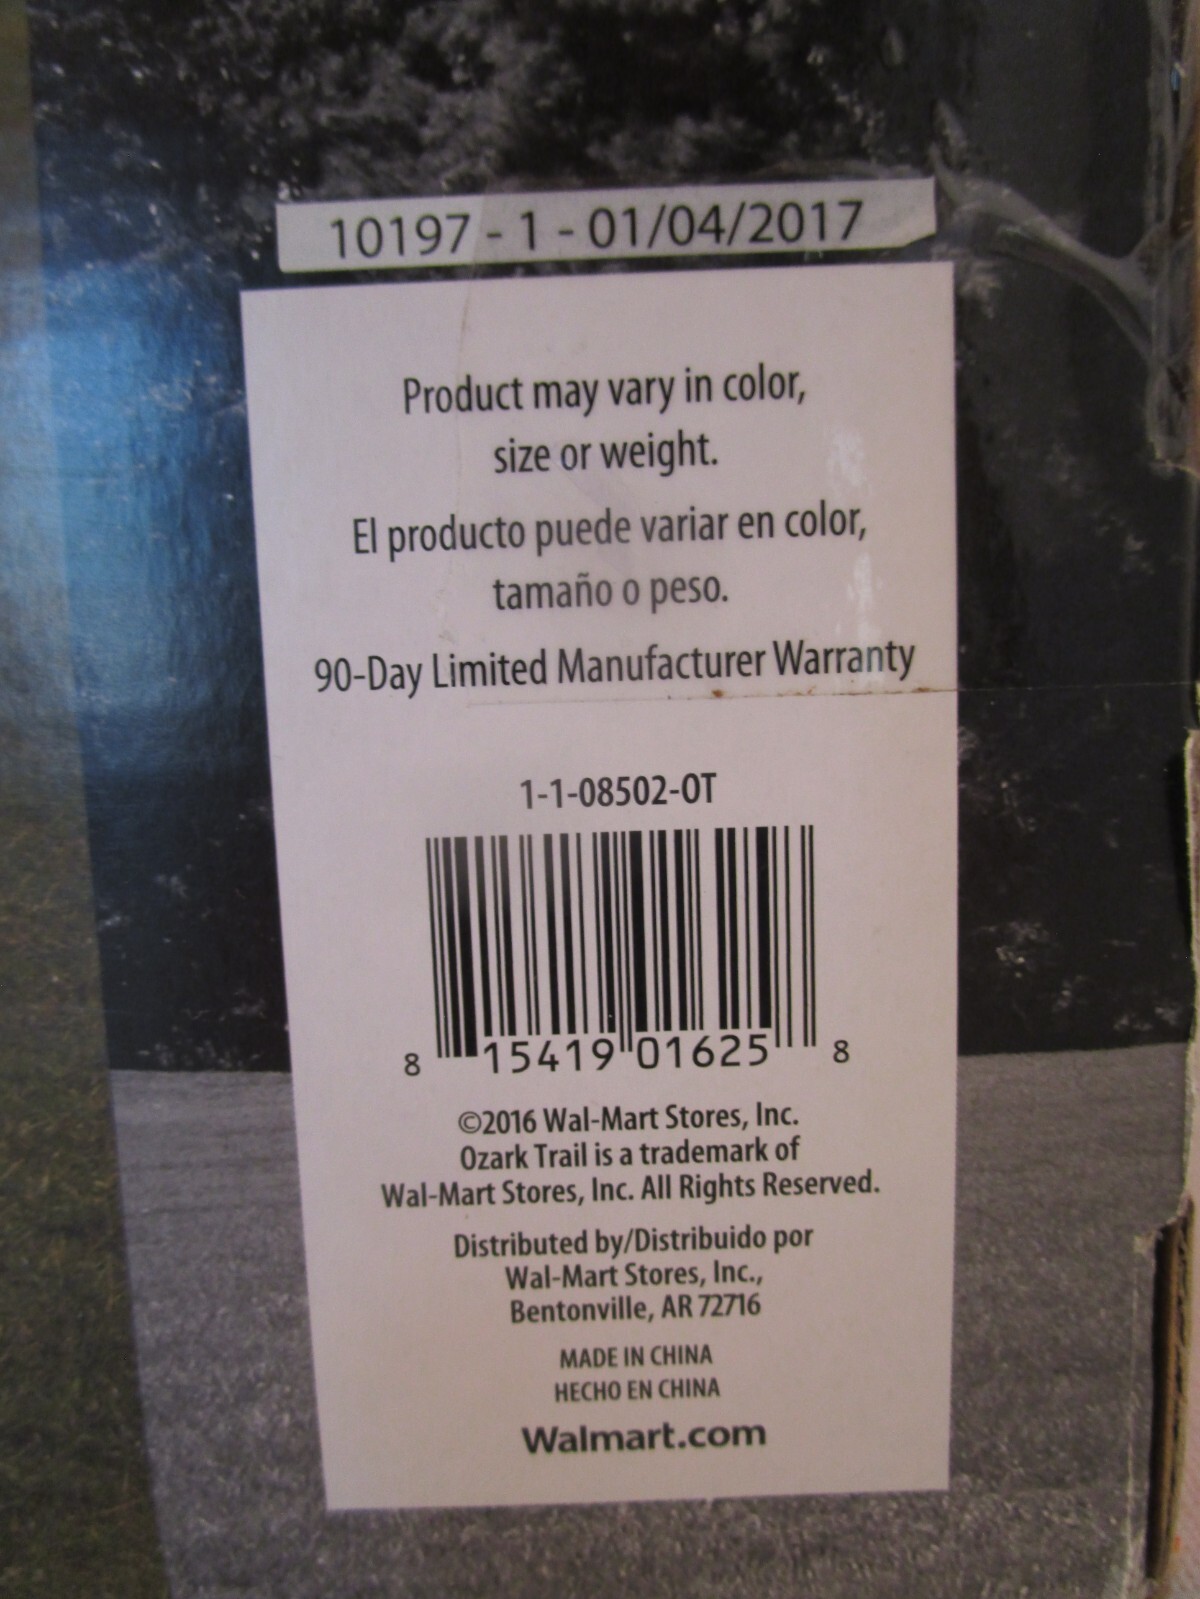 10197 - 1 - 01/04/2017
Product may vary in color,
size or weight.
El producto puede variar en color,
tamaño o peso.
90-Day Limited Manufacturer Warranty
1-1-08502-OT
8 15419 01625 8
©2016 Wal-Mart Stores, Inc.
Ozark Trail is a trademark of
Wal-Mart Stores, Inc. All Rights Reserved.
Distributed by/Distribuido por
Wal-Mart Stores, Inc.,
Bentonville, AR 72716
MADE IN CHINA
HECHO EN CHINA
Walmart.com